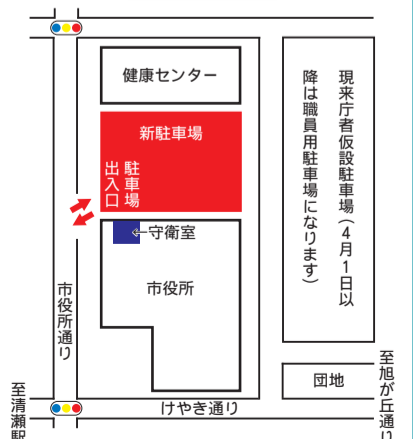 健康センター
新駐車場
駐車場
出入口
←守衛室
市役所
現来庁者仮設駐車場(4月1日以
降は職員用駐車場になります)
市役所通り
団地
けやき通り
至清瀬駅
至旭が丘通り